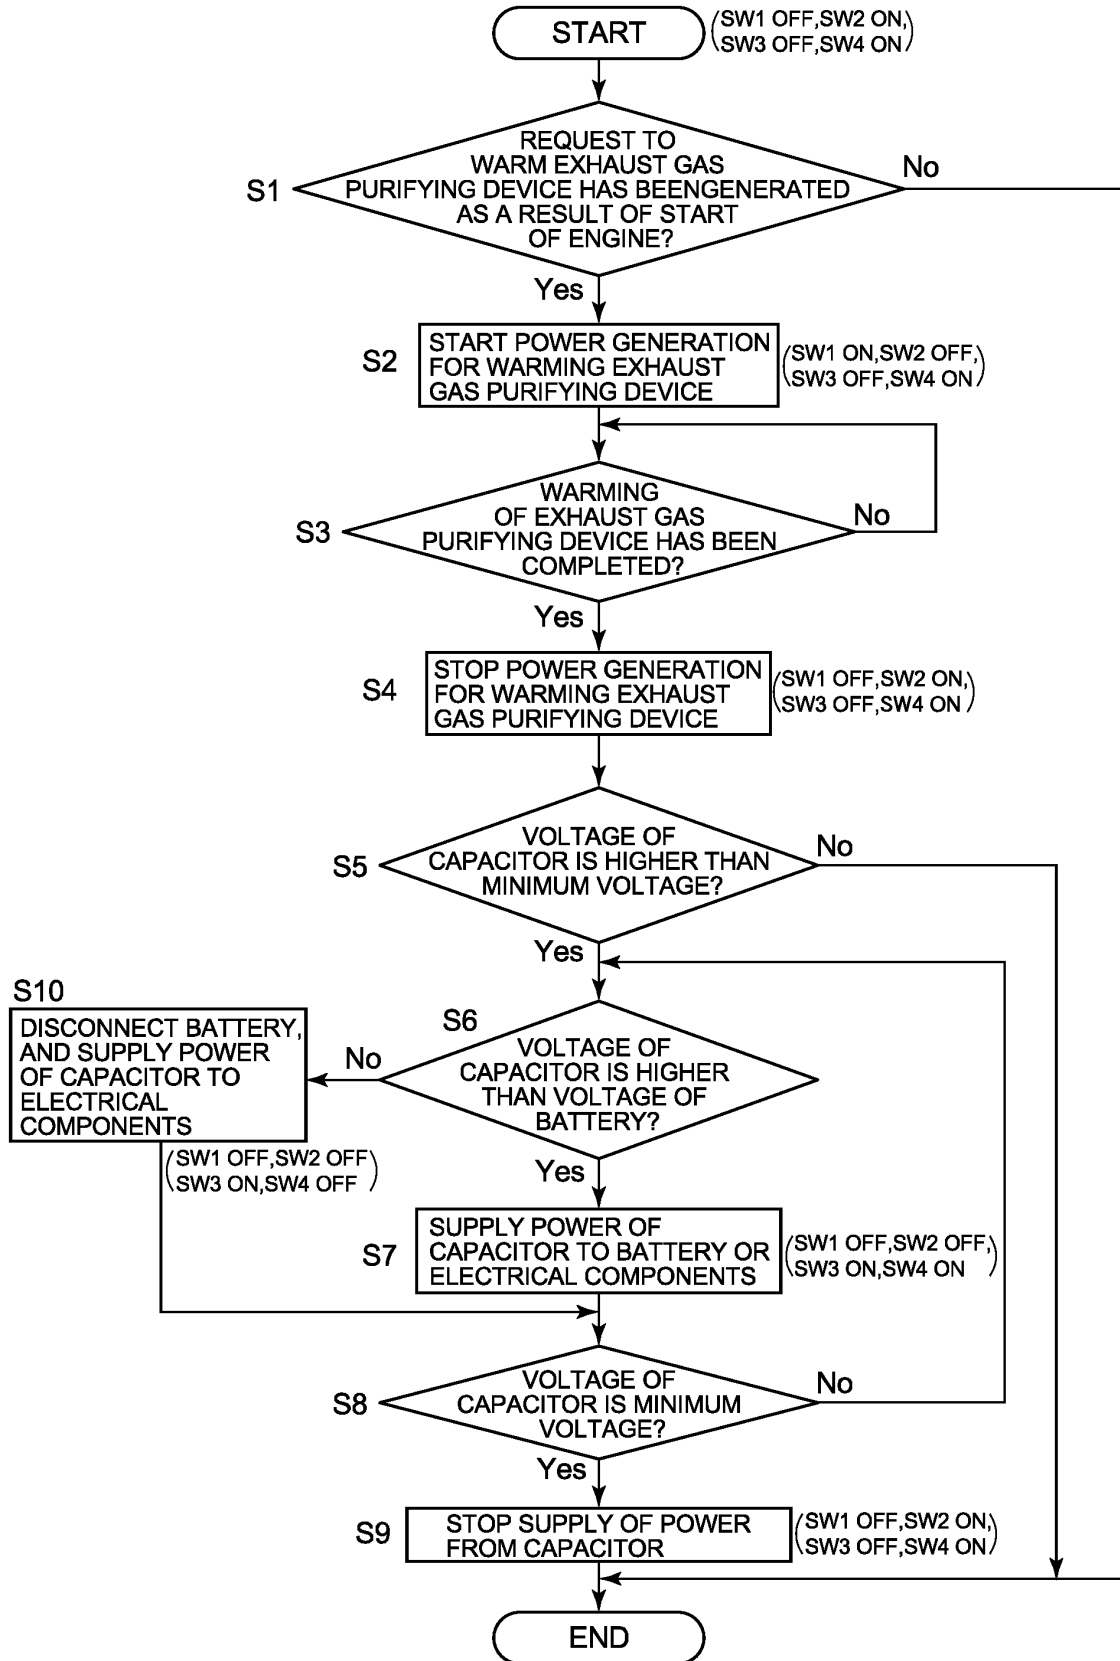 START
(SW1 OFF,SW2 ON,
SW3 OFF,SW4 ON)
REQUEST TO
WARM EXHAUST GAS
PURIFYING DEVICE HAS BEENGENERATED
AS A RESULT OF START
OF ENGINE?
S1
No
Yes
S2
START POWER GENERATION
FOR WARMING EXHAUST
GAS PURIFYING DEVICE
(SW1 ON,SW2 OFF,
SW3 OFF,SW4 ON)
WARMING
OF EXHAUST GAS
PURIFYING DEVICE HAS BEEN
COMPLETED?
S3
No
Yes
S4
STOP POWER GENERATION
FOR WARMING EXHAUST
GAS PURIFYING DEVICE
(SW1 OFF,SW2 ON,
SW3 OFF,SW4 ON)
S5
VOLTAGE OF
CAPACITOR IS HIGHER THAN
MINIMUM VOLTAGE?
No
Yes
S10
DISCONNECT BATTERY,
AND SUPPLY POWER
OF CAPACITOR TO
ELECTRICAL
COMPONENTS
(SW1 OFF,SW2 OFF
SW3 ON,SW4 OFF)
No
S6
VOLTAGE OF
CAPACITOR IS HIGHER
THAN VOLTAGE OF
BATTERY?
Yes
S7
SUPPLY POWER OF
CAPACITOR TO BATTERY OR
ELECTRICAL COMPONENTS
(SW1 OFF,SW2 OFF,
SW3 ON,SW4 ON)
S8
VOLTAGE OF
CAPACITOR IS MINIMUM
VOLTAGE?
No
Yes
S9
STOP SUPPLY OF POWER
FROM CAPACITOR
(SW1 OFF,SW2 ON,
SW3 OFF,SW4 ON)
END